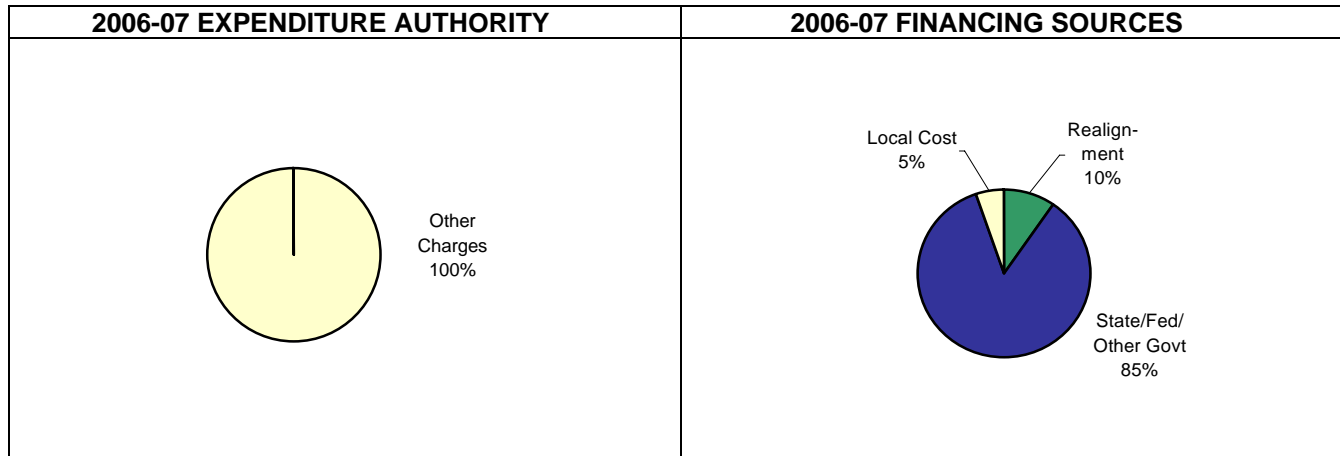 2006-07 EXPENDITURE AUTHORITY
2006-07 FINANCING SOURCES
Other
Charges
100%
Local Cost
5%
Realign-
ment
10%
State/Fed/
Other Govt
85%